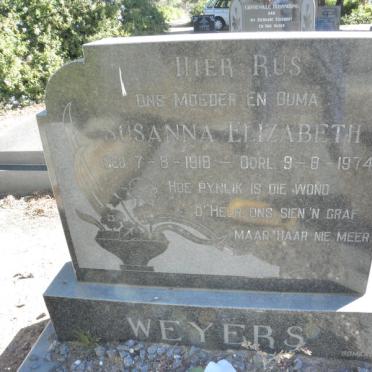 HIER RUS
ONS MOEDER EN OUMA
SUSANNA ELIZABETH
GEB 7-8-1918 - OORL. 9-8-1974
HOE PYNLIK IS DIE WOND
O' HEER, ONS SIEN 'N GRAF
MAAR HAAR NIE MEER
WEYERS